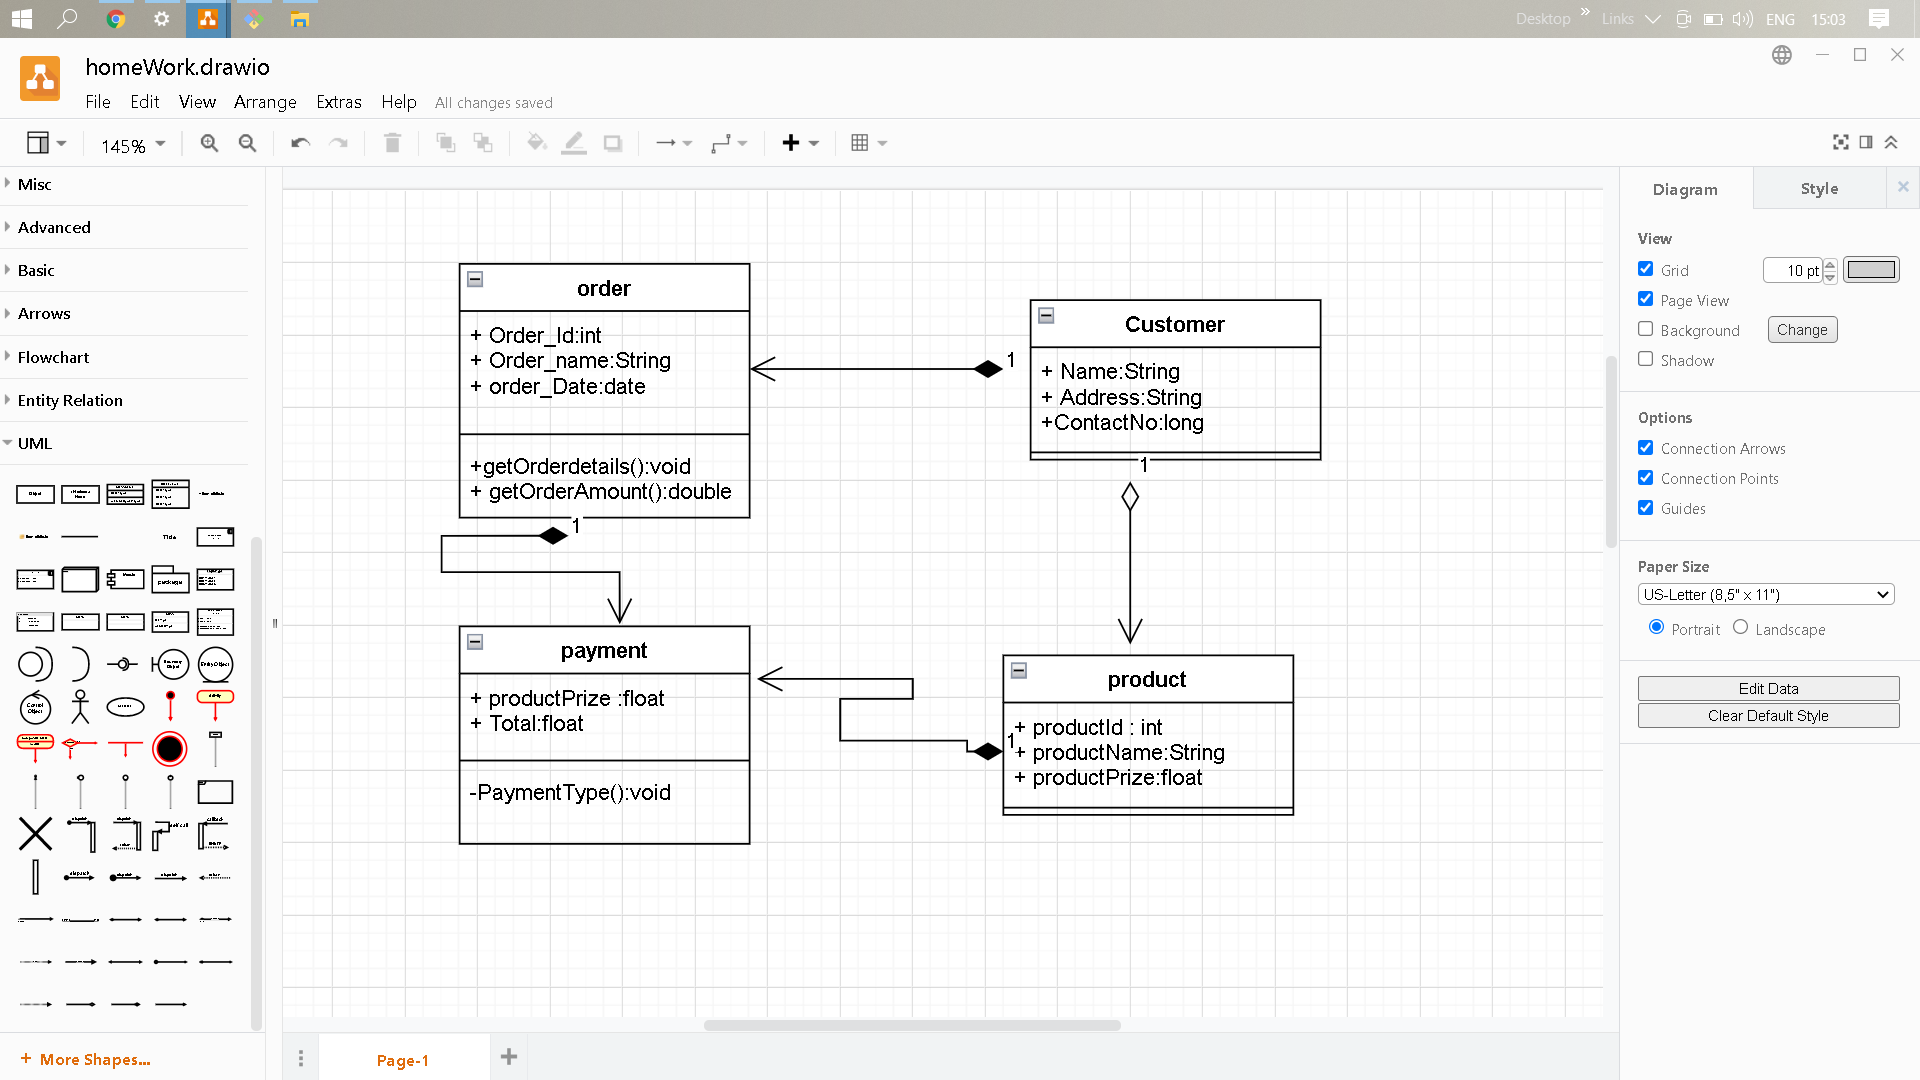 Desktop » Links ENG 15:03
homeWork.drawio
File Edit View Arrange Extras Help All changes saved
145%
Misc
Advanced
Basic
Arrows
Flowchart
Entity Relation
UML
Object
Title
package
+ More Shapes...
order
+ Order_Id:int
+ Order_name:String
+ order_Date:date
+getOrderdetails():void
+ getOrderAmount():double
1
Customer
+ Name:String
+ Address:String
+ContactNo:long
1
1
payment
+ productPrize :float
+ Total:float
-PaymentType():void
product
+ productId : int
+ productName:String
+ productPrize:float
1
Page-1
Diagram Style
View
Grid 10 pt
Page View
Background Change
Shadow
Options
Connection Arrows
Connection Points
Guides
Paper Size
US-Letter (8,5" x 11")
Portrait Landscape
Edit Data
Clear Default Style